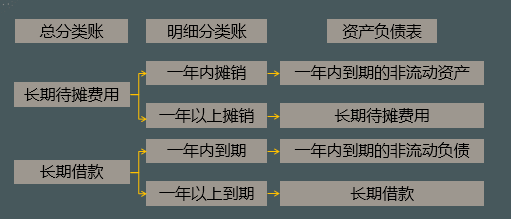 总分类账 明细分类账 资产负债表
一年内摊销 一年内到期的非流动资产
长期待摊费用
一年以上摊销 长期待摊费用
一年内到期 一年内到期的非流动负债
长期借款
一年以上到期 长期借款